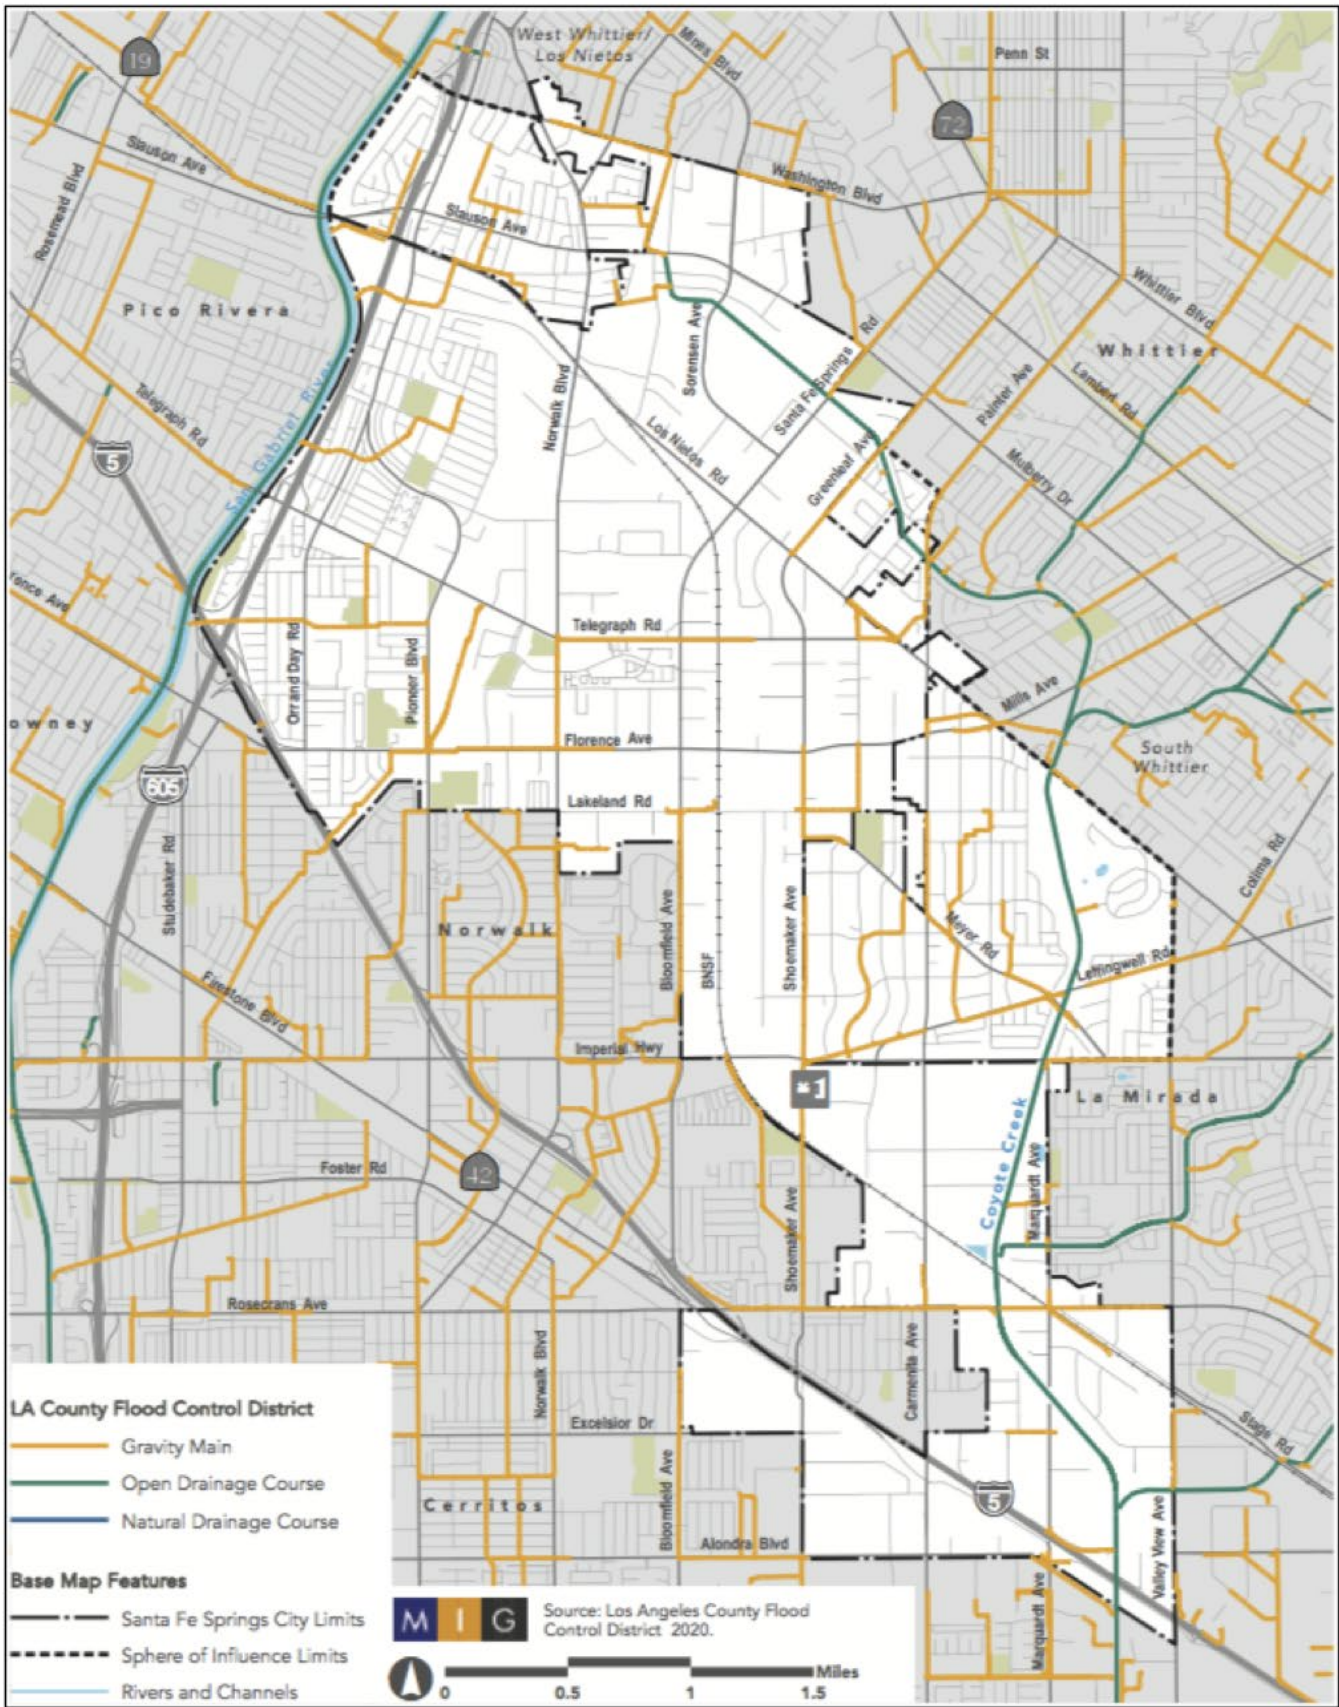 West Whittier/
Los Nietos
Mines Blvd
Penn St
19
72
Slauson Ave
Rosemead Blvd
Washington Blvd
Slauson Ave
Pico Rivera
Whittier Blvd
Whittier
Sorensen Ave
Santa Fe Springs Rd
Painter Ave
Lambert Rd
Telegraph Rd
San Gabriel River
Norwalk Blvd
Los Nietos Rd
Greenleaf Ave
Mulberry Dr
5
rence Ave
Telegraph Rd
Orr and Day Rd
Pioneer Blvd
Mills Ave
owney
Florence Ave
South
Whittier
605
Lakeland Rd
Studebaker Rd
Colima Rd
Norwalk
Bloomfield Ave
BNSF
Shoemaker Ave
Meyer Rd
Leffingwell Rd
Firestone Blvd
Imperial Hwy
La Mirada
Coyote Creek
Marquardt Ave
Foster Rd
42
Shoemaker Ave
Rosecrans Ave
Norwalk Blvd
Carmenita Ave
Excelsior Dr
Stage Rd
Bloomfield Ave
5
Cerritos
Alondra Blvd
Valley View Ave
Marquardt Ave
LA County Flood Control District
Gravity Main
Open Drainage Course
Natural Drainage Course
Base Map Features
Santa Fe Springs City Limits
Sphere of Influence Limits
Rivers and Channels
M I G
Source: Los Angeles County Flood
Control District 2020.
Miles
0 0.5 1 1.5